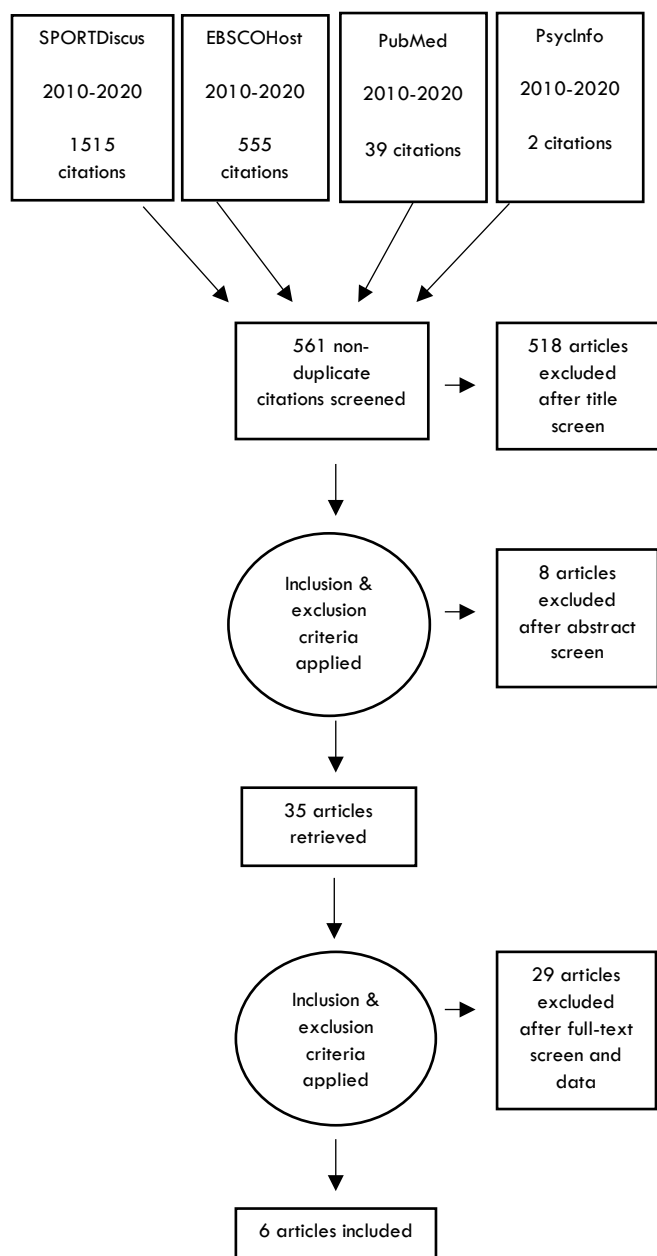 SPORTDiscus
2010-2020
1515
citations
EBSCOHost
2010-2020
555
citations
PubMed
2010-2020
39 citations
PsycInfo
2010-2020
2 citations
561 non-
duplicate
citations screened
518 articles
excluded
after title
screen
Inclusion &
exclusion
criteria
applied
8 articles
excluded
after abstract
screen
35 articles
retrieved
Inclusion &
exclusion
criteria
applied
29 articles
excluded
after full-text
screen and
data
6 articles included